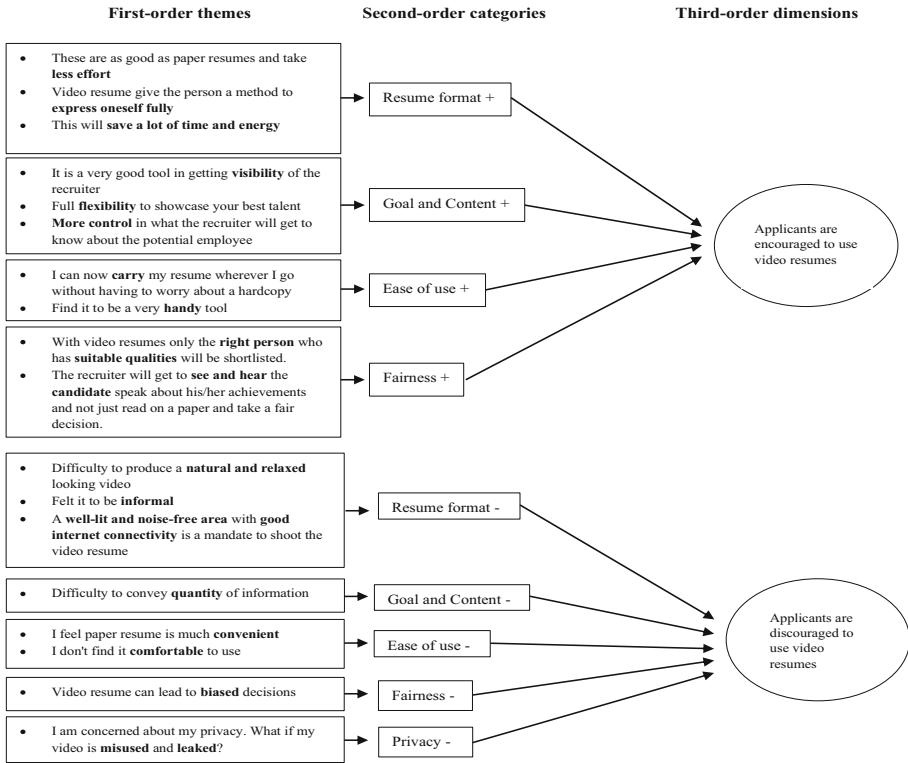 First-order themes
Second-order categories
Third-order dimensions
• These are as good as paper resumes and take
less effort
• Video resume give the person a method to
express oneself fully
• This will save a lot of time and energy
Resume format +
• It is a very good tool in getting visibility of the
recruiter
• Full flexibility to showcase your best talent
• More control in what the recruiter will get to
know about the potential employee
Goal and Content +
• I can now carry my resume wherever I go
without having to worry about a hardcopy
• Find it to be a very handy tool
Ease of use +
• With video resumes only the right person who
has suitable qualities will be shortlisted.
• The recruiter will get to see and hear the
candidate speak about his/her achievements
and not just read on a paper and take a fair
decision.
Fairness +
Applicants are
encouraged to use
video resumes
• Difficulty to produce a natural and relaxed
looking video
• Felt it to be informal
• A well-lit and noise-free area with good
internet connectivity is a mandate to shoot the
video resume
Resume format -
• Difficulty to convey quantity of information
Goal and Content -
• I feel paper resume is much convenient
• I don't find it comfortable to use
Ease of use -
• Video resume can lead to biased decisions
Fairness -
• I am concerned about my privacy. What if my
video is misused and leaked?
Privacy -
Applicants are
discouraged to
use video
resumes